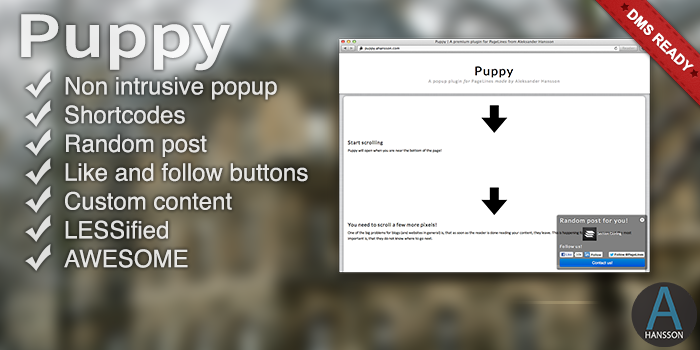 Puppy
Non intrusive popup
Shortcodes
Random post
Like and follow buttons
Custom content
LESSified
AWESOME
DMS READY
Puppy | A premium plugin for PageLines from Aleksander Hansson
puppy.ahansson.com
Puppy
A popup plugin for PageLines made by Aleksander Hansson
Start scrolling
Puppy will open when you are near the bottom of the page!
You need to scroll a few more pixels!
One of the big problems for blogs (and websites in general) is, that as soon as the reader is done reading your content, they leave. This is happening
important is, that they do not know where to go next.
Random post for you!
Follow us!
Like
Follow
Follow @PageLines
Contact us!
A
HANSSON